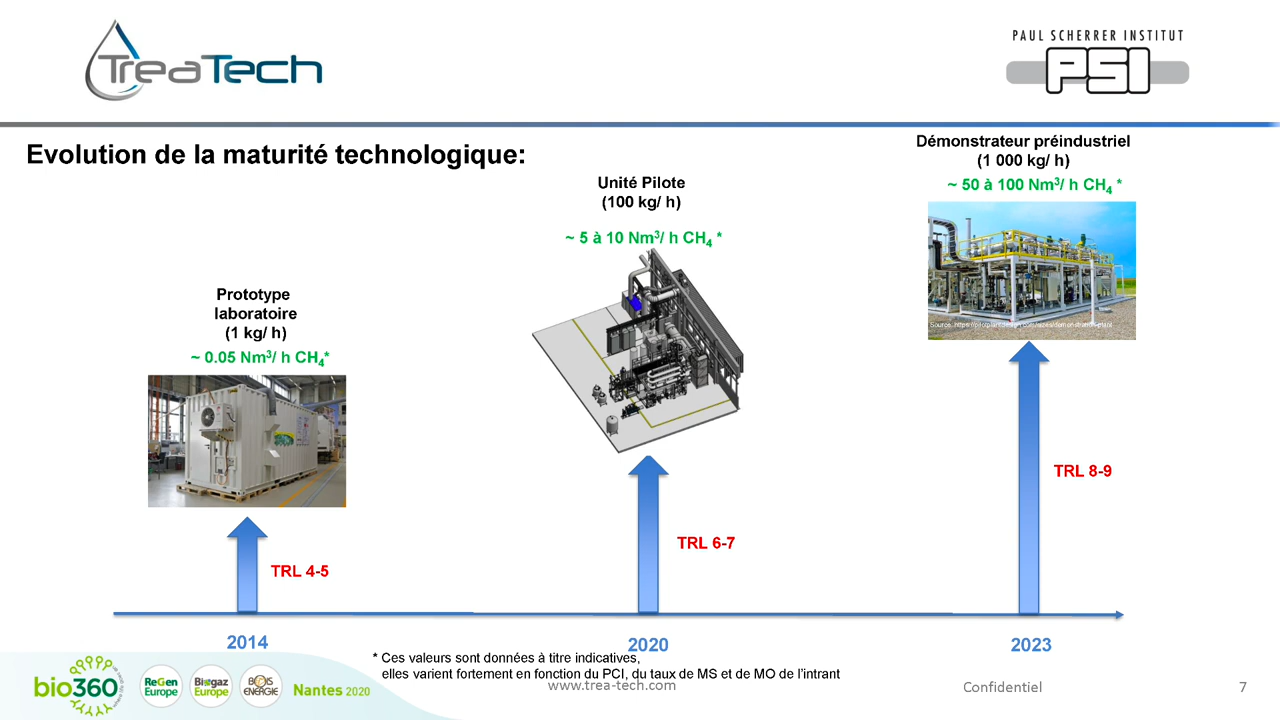 TreaTech
PAUL SCHERRER INSTITUT
PSI
Evolution de la maturité technologique:
Démonstrateur préindustriel
(1 000 kg/ h)
~ 50 à 100 Nm³/ h CH₄ *
Unité Pilote
(100 kg/ h)
~ 5 à 10 Nm³/ h CH₄ *
Prototype
laboratoire
(1 kg/ h)
~ 0.05 Nm³/ h CH₄*
TRL 8-9
TRL 6-7
TRL 4-5
2014
2020
2023
* Ces valeurs sont données à titre indicatives,
elles varient fortement en fonction du PCI, du taux de MS et de MO de l'intrant
bio360
ReGen
Europe
Biogaz
Europe
BOIS
ENERGIE
Nantes 2020
www.trea-tech.com
Confidentiel
7